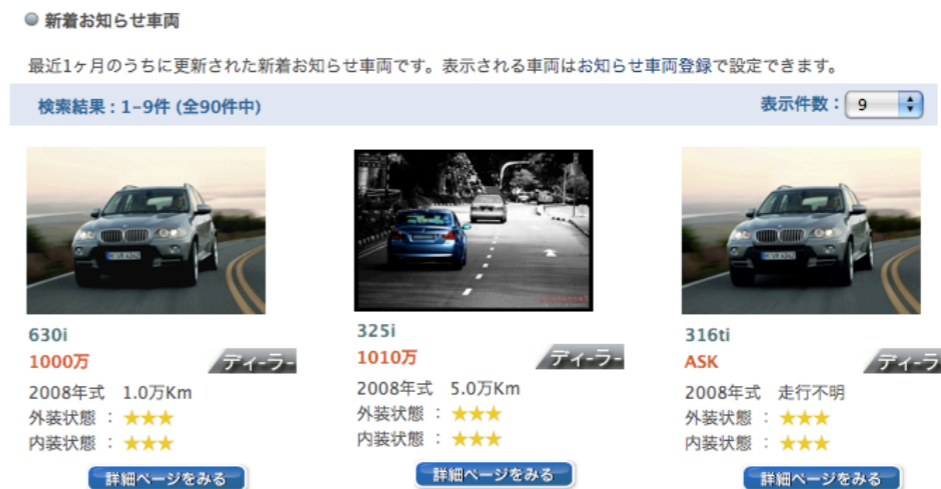 新着お知らせ車両
最近1ヶ月のうちに更新された新着お知らせ車両です。表示される車両はお知らせ車両登録で設定できます。
検索結果：1-9件 (全90件中)
表示件数： 9
630i
1000万
ディーラー
2008年式 1.0万Km
外装状態 ： ★★★
内装状態 ： ★★★
詳細ページをみる
325i
1010万
ディーラー
2008年式 5.0万Km
外装状態 ： ★★★
内装状態 ： ★★★
詳細ページをみる
316ti
ASK
ディーラ
2008年式 走行不明
外装状態 ： ★★★
内装状態 ： ★★★
詳細ページをみる